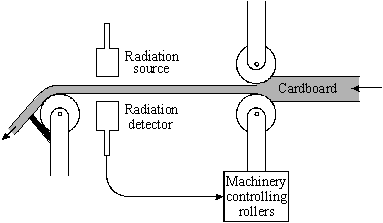 Radiation
source
Cardboard
Radiation
detector
Machinery
controlling
rollers